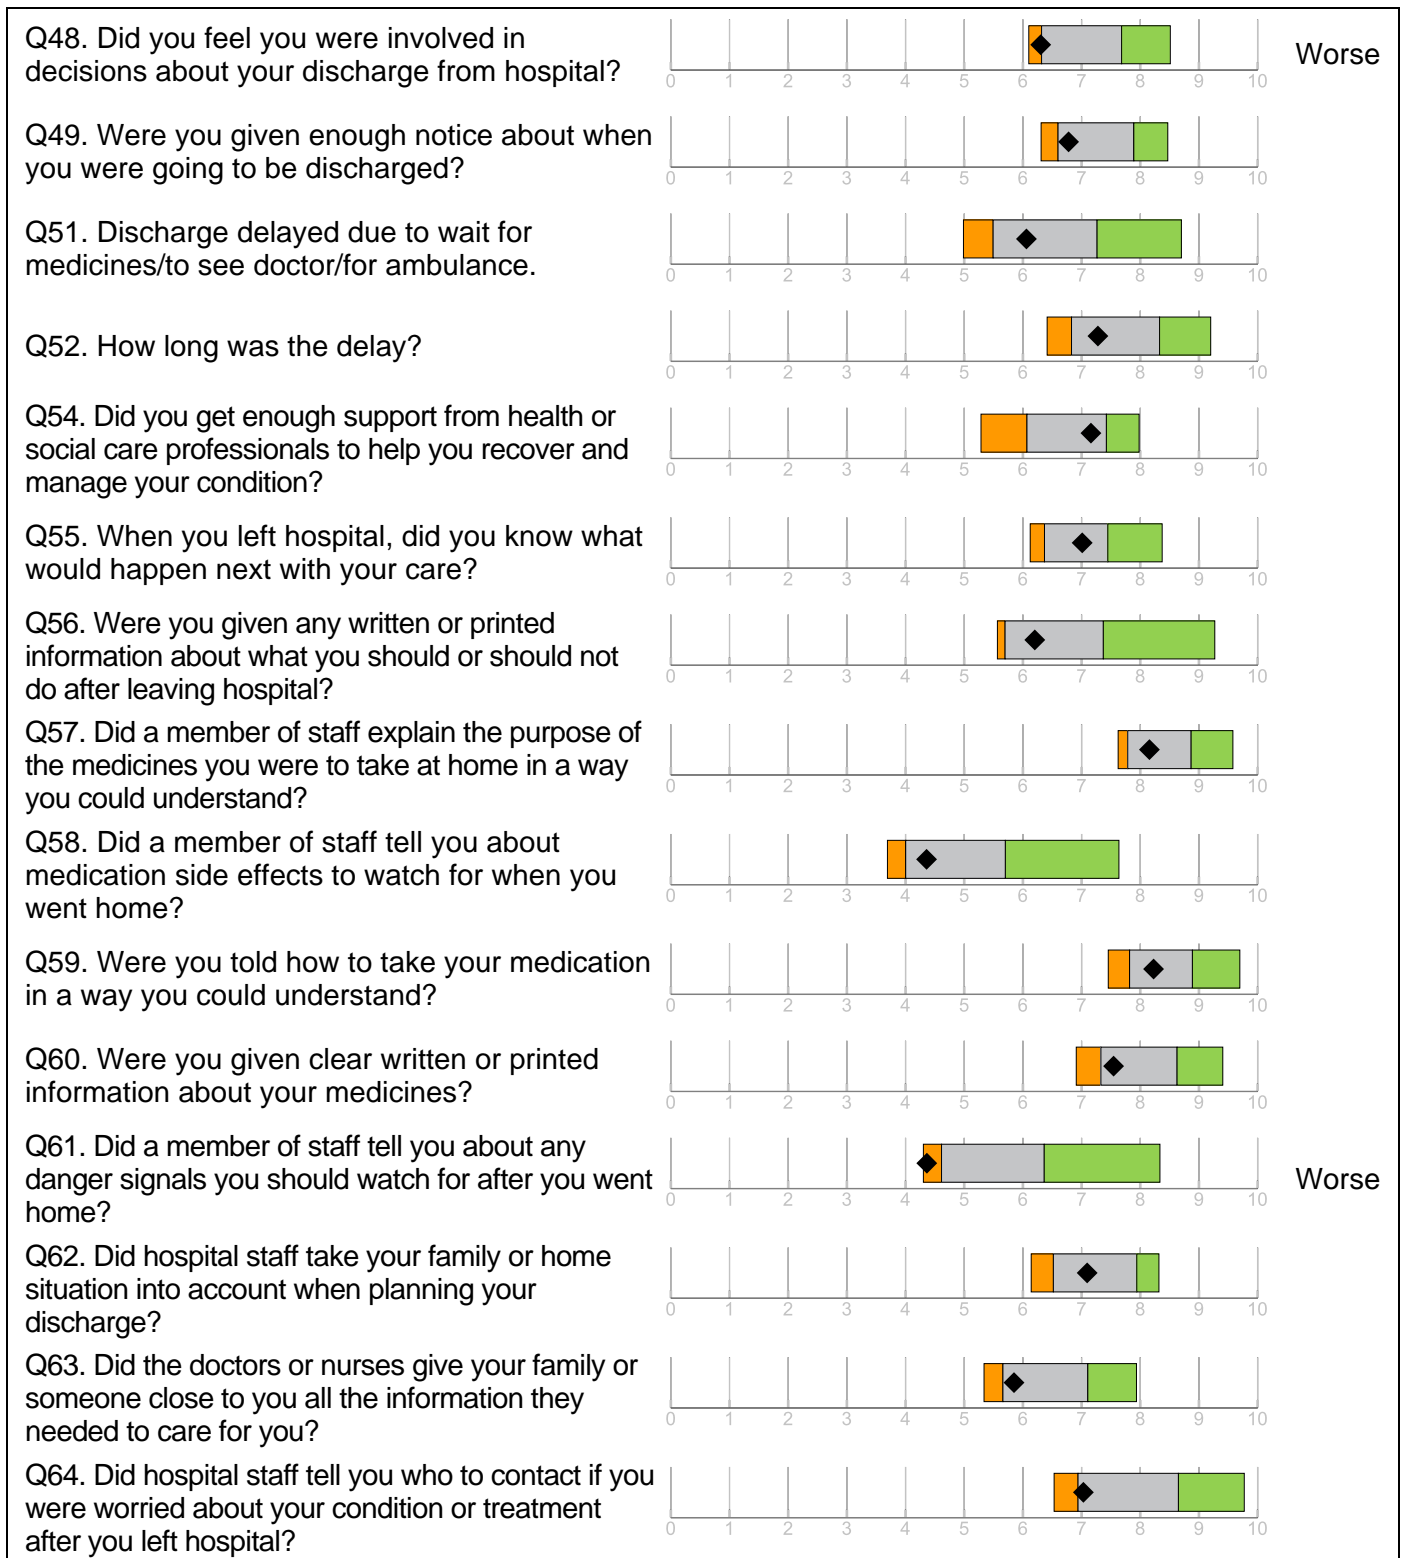 Q48. Did you feel you were involved in
decisions about your discharge from hospital?
Worse
0 1 2 3 4 5 6 7 8 9 10
Q49. Were you given enough notice about when
you were going to be discharged?
0 1 2 3 4 5 6 7 8 9 10
Q51. Discharge delayed due to wait for
medicines/to see doctor/for ambulance.
0 1 2 3 4 5 6 7 8 9 10
Q52. How long was the delay?
0 1 2 3 4 5 6 7 8 9 10
Q54. Did you get enough support from health or
social care professionals to help you recover and
manage your condition?
0 1 2 3 4 5 6 7 8 9 10
Q55. When you left hospital, did you know what
would happen next with your care?
0 1 2 3 4 5 6 7 8 9 10
Q56. Were you given any written or printed
information about what you should or should not
do after leaving hospital?
0 1 2 3 4 5 6 7 8 9 10
Q57. Did a member of staff explain the purpose of
the medicines you were to take at home in a way
you could understand?
0 1 2 3 4 5 6 7 8 9 10
Q58. Did a member of staff tell you about
medication side effects to watch for when you
went home?
0 1 2 3 4 5 6 7 8 9 10
Q59. Were you told how to take your medication
in a way you could understand?
0 1 2 3 4 5 6 7 8 9 10
Q60. Were you given clear written or printed
information about your medicines?
0 1 2 3 4 5 6 7 8 9 10
Q61. Did a member of staff tell you about any
danger signals you should watch for after you went
home?
Worse
0 1 2 3 4 5 6 7 8 9 10
Q62. Did hospital staff take your family or home
situation into account when planning your
discharge?
0 1 2 3 4 5 6 7 8 9 10
Q63. Did the doctors or nurses give your family or
someone close to you all the information they
needed to care for you?
0 1 2 3 4 5 6 7 8 9 10
Q64. Did hospital staff tell you who to contact if you
were worried about your condition or treatment
after you left hospital?
0 1 2 3 4 5 6 7 8 9 10